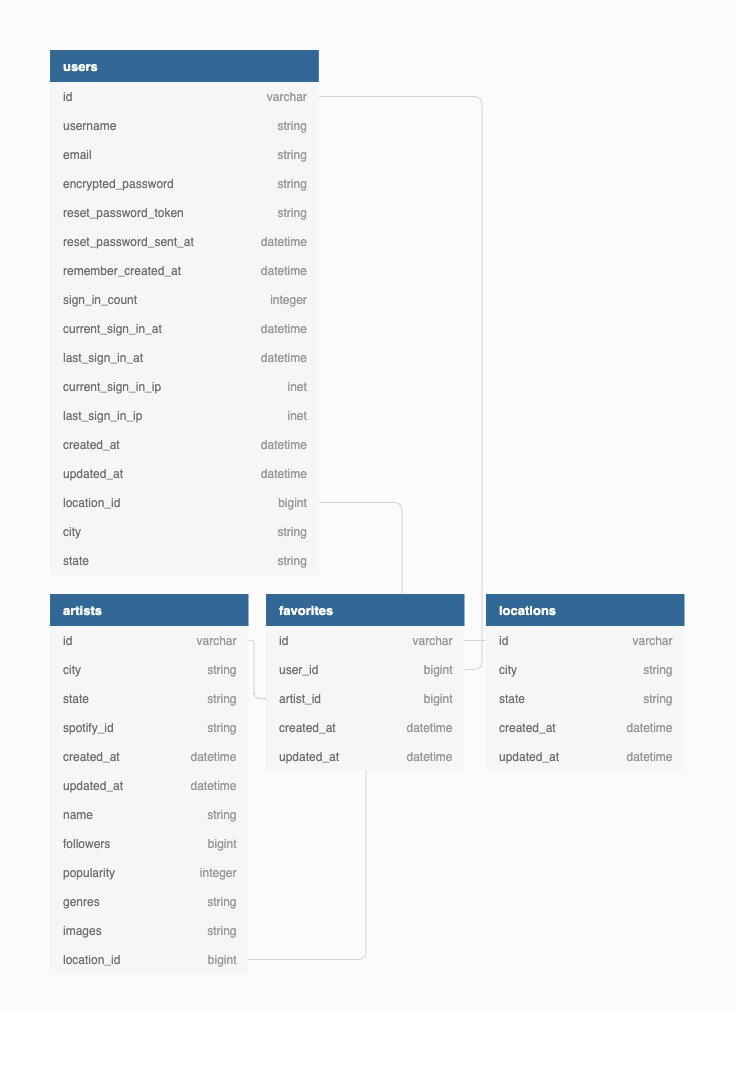 users
id varchar
username string
email string
encrypted_password string
reset_password_token string
reset_password_sent_at datetime
remember_created_at datetime
sign_in_count integer
current_sign_in_at datetime
last_sign_in_at datetime
current_sign_in_ip inet
last_sign_in_ip inet
created_at datetime
updated_at datetime
location_id bigint
city string
state string
artists
id varchar
city string
state string
spotify_id string
created_at datetime
updated_at datetime
name string
followers bigint
popularity integer
genres string
images string
location_id bigint
favorites
id varchar
user_id bigint
artist_id bigint
created_at datetime
updated_at datetime
locations
id varchar
city string
state string
created_at datetime
updated_at datetime